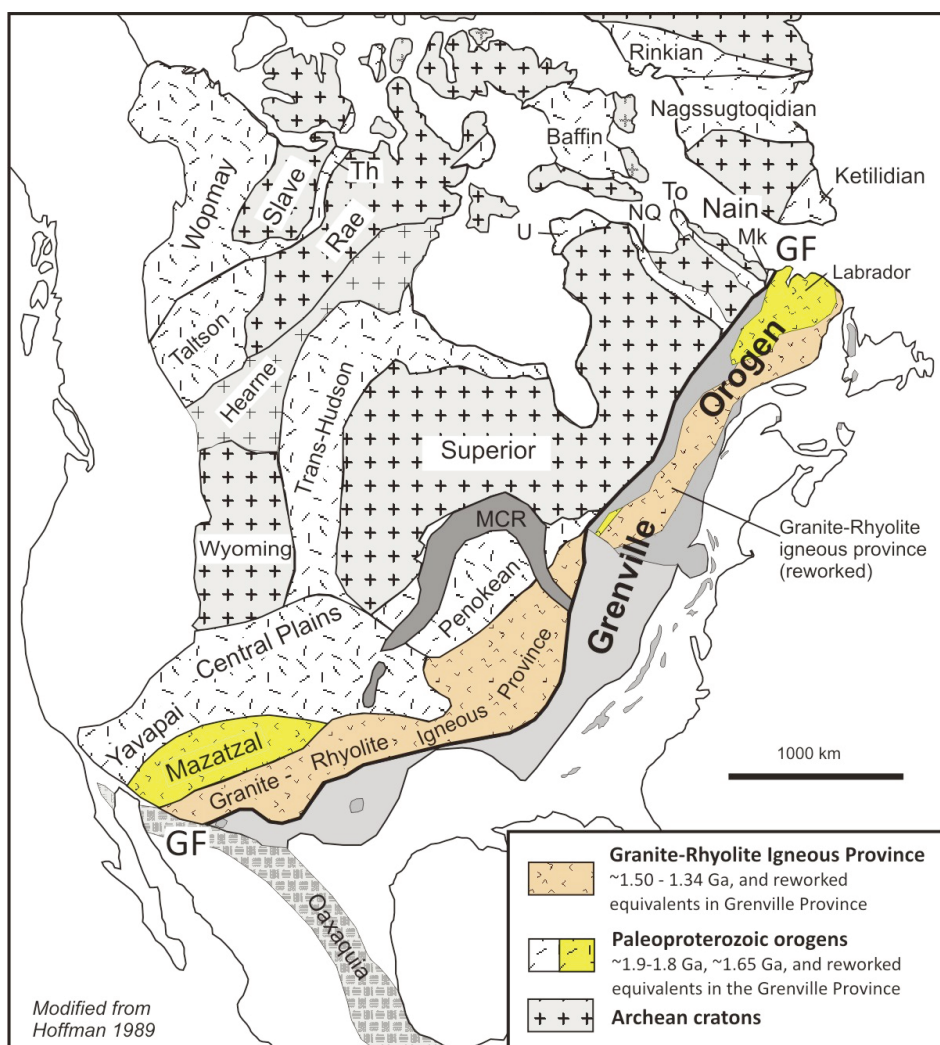 Rinkian
Nagssugtoqidian
Baffin
Ketilidian
Th
Slave
Wopmay
Rae
To
Nain
NQ
U
Mk
GF
Labrador
Taltson
Hearne
Trans-Hudson
Orogen
Superior
MCR
Wyoming
Granite-Rhyolite
igneous province
(reworked)
Grenville
Penokean
Central Plains
Yavapai
Mazatzal
Granite - Rhyolite Igneous Province
1000 km
GF
Oaxaquia
Granite-Rhyolite Igneous Province
~1.50 - 1.34 Ga, and reworked
equivalents in Grenville Province
Paleoproterozoic orogens
~1.9-1.8 Ga, ~1.65 Ga, and reworked
equivalents in the Grenville Province
Archean cratons
Modified from
Hoffman 1989